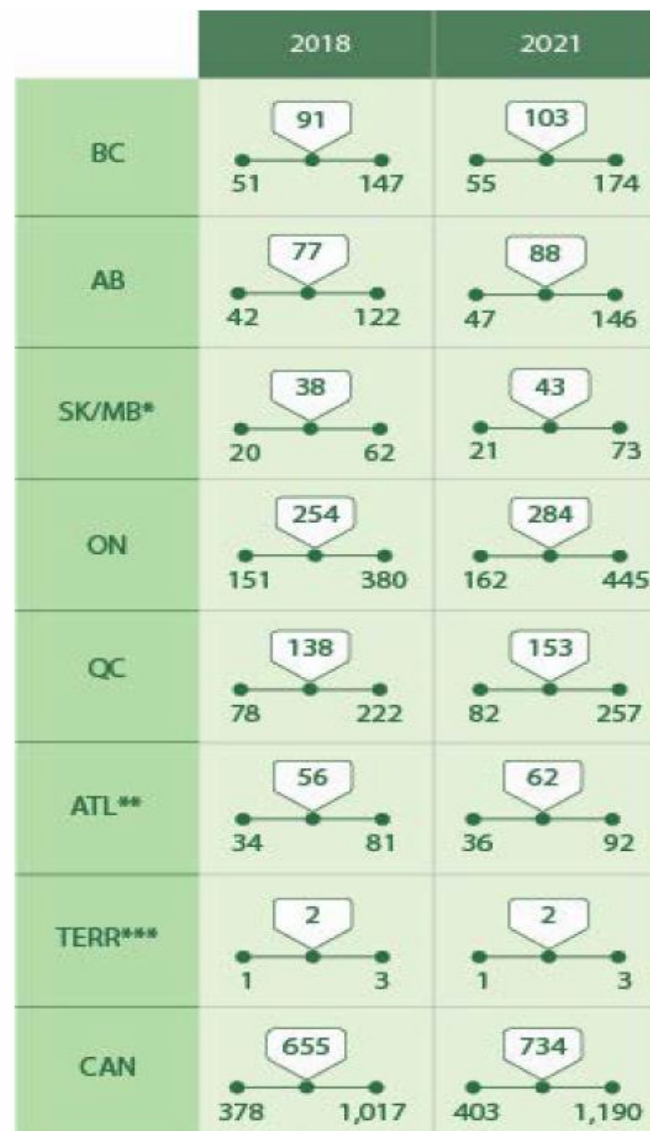 2018 2021
BC
91 103
51 147 55 174
AB
77 88
42 122 47 146
SK/MB*
38 43
20 62 21 73
ON
254 284
151 380 162 445
QC
138 153
78 222 82 257
ATL**
56 62
34 81 36 92
TERR***
2 2
1 3 1 3
CAN
655 734
378 1,017 403 1,190